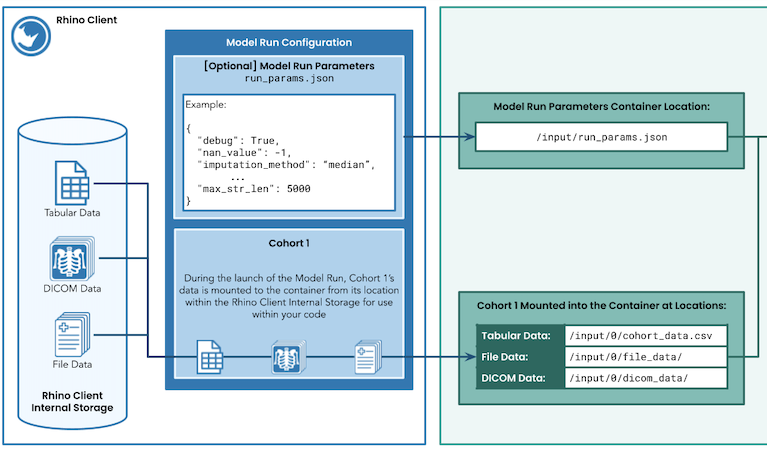 Rhino Client
Tabular Data
DICOM Data
File Data
Rhino Client
Internal Storage
Model Run Configuration
[Optional] Model Run Parameters
run_params.json
Example:
{
"debug": True,
"nan_value": -1,
"imputation_method": "median",
...
"max_str_len": 5000
}
Cohort 1
During the launch of the Model Run, Cohort 1's
data is mounted to the container from its location
within the Rhino Client Internal Storage for use
within your code
Model Run Parameters Container Location:
/input/run_params.json
Cohort 1 Mounted into the Container at Locations:
Tabular Data: /input/0/cohort_data.csv
File Data: /input/0/file_data/
DICOM Data: /input/0/dicom_data/